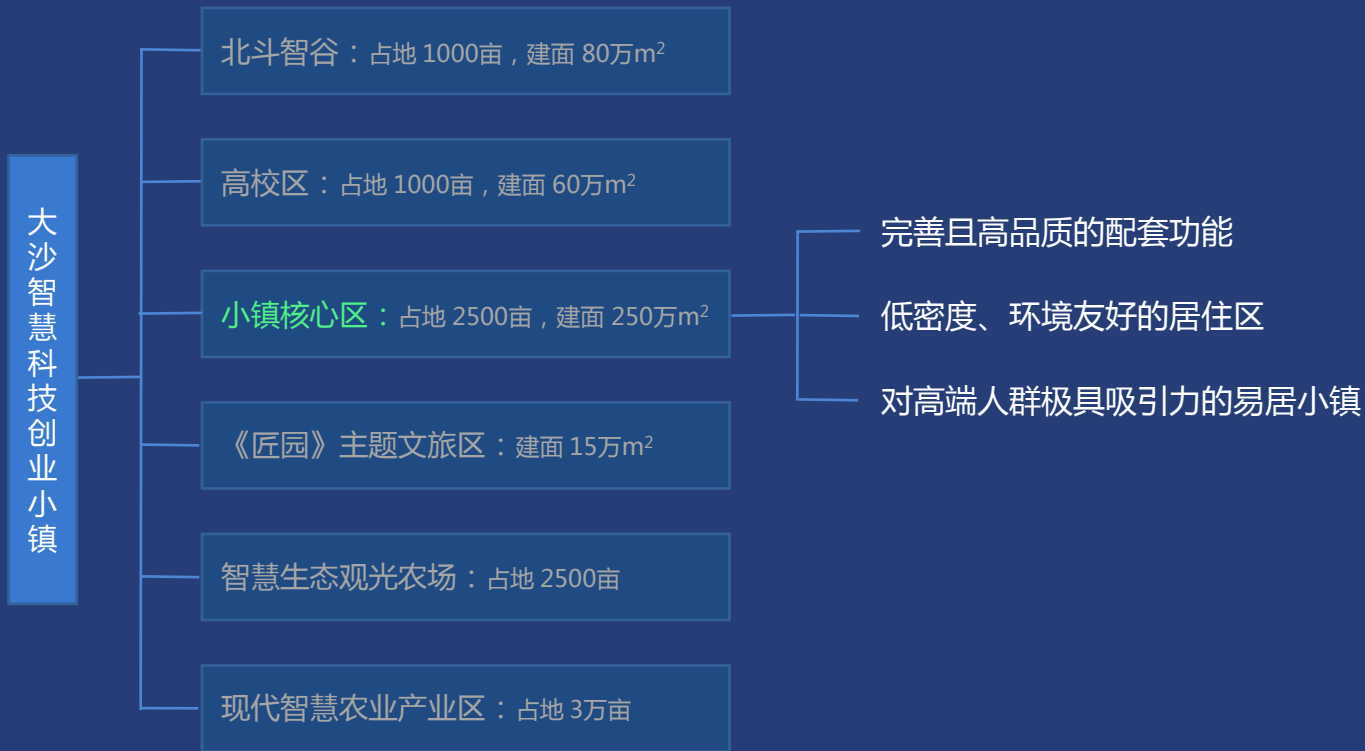 大沙智慧科技创业小镇
北斗智谷：占地 1000亩，建面 80万m²
高校区：占地 1000亩，建面 60万m²
小镇核心区：占地 2500亩，建面 250万m²
完善且高品质的配套功能
低密度、环境友好的居住区
对高端人群极具吸引力的易居小镇
《匠园》主题文旅区：建面 15万m²
智慧生态观光农场：占地 2500亩
现代智慧农业产业区：占地 3万亩